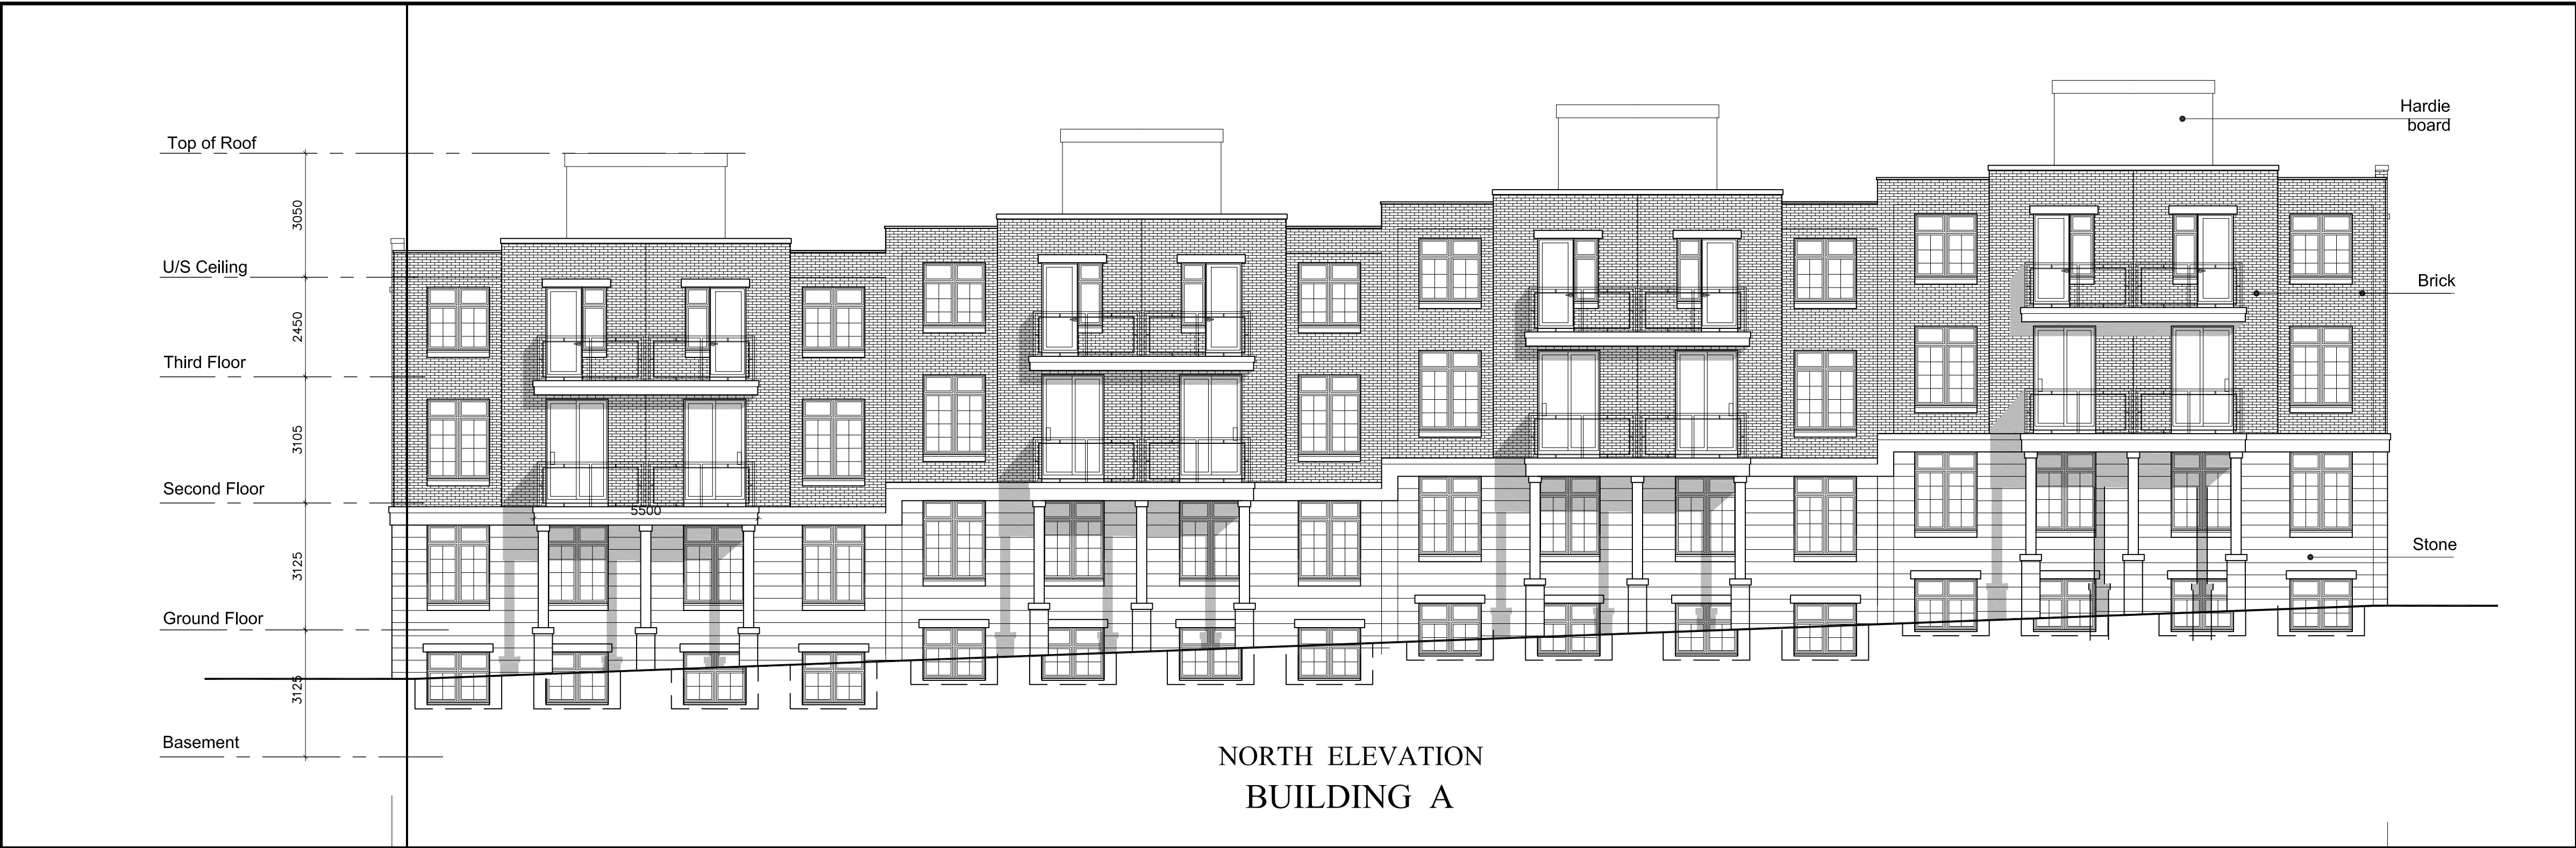 Top of Roof
3050
U/S Ceiling
2450
Third Floor
3105
Second Floor
5500
3125
Ground Floor
3125
Basement
Hardie
board
Brick
Stone
NORTH ELEVATION
BUILDING A